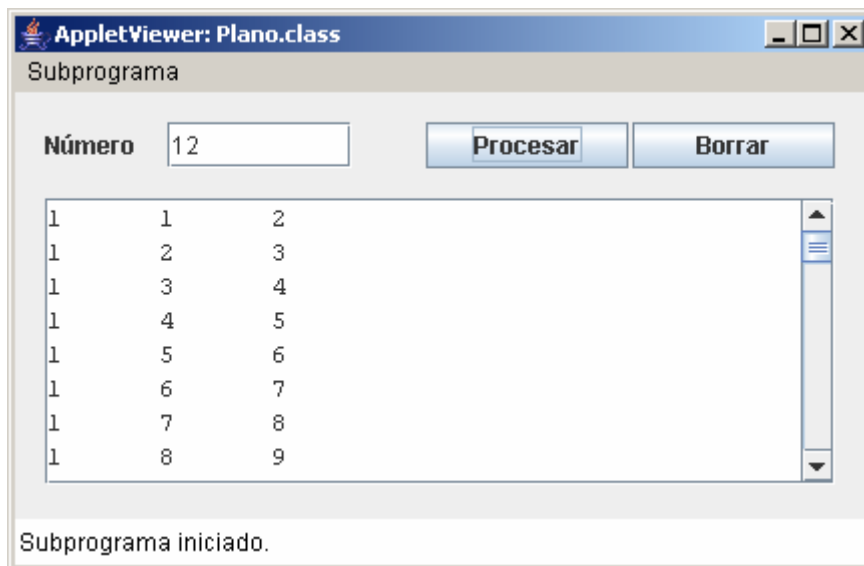 AppletViewer: Plano.class
Subprograma
Número 12 Procesar Borrar
1 1 2
1 2 3
1 3 4
1 4 5
1 5 6
1 6 7
1 7 8
1 8 9
Subprograma iniciado.